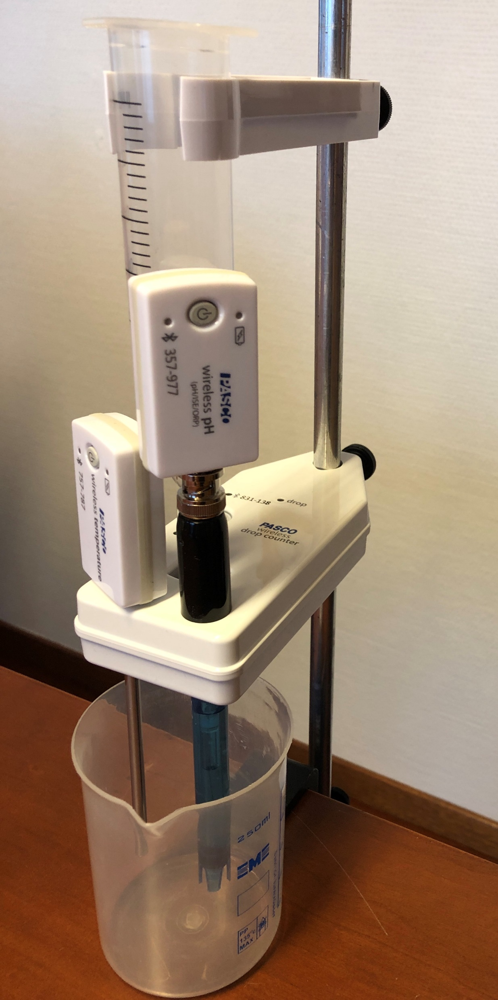 357-977
PASCO
wireless pH
(pH/ISE/ORP)
757-787
PASCO
wireless temperature
831-138
drop
PASCO
wireless
drop counter
250ml
EME
PP
135°c
MAX